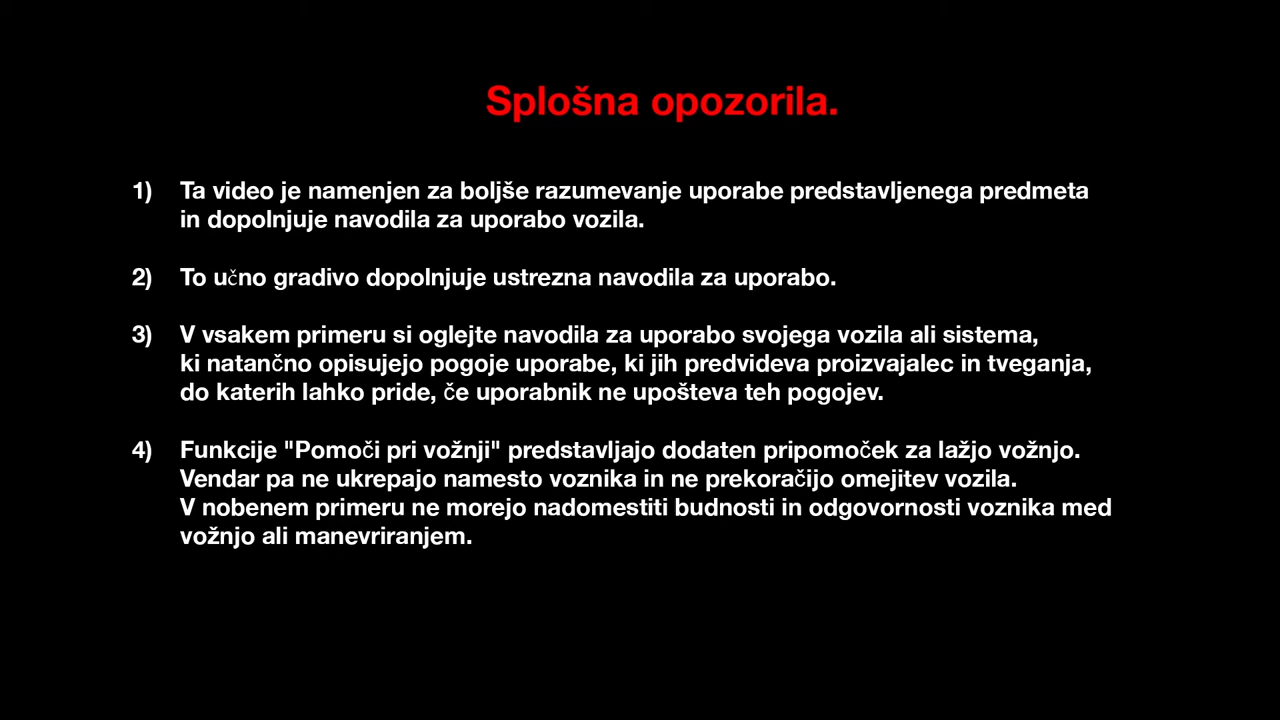 Splošna opozorila.
1) Ta video je namenjen za boljše razumevanje uporabe predstavljenega predmeta
in dopolnjuje navodila za uporabo vozila.
2) To učno gradivo dopolnjuje ustrezna navodila za uporabo.
3) V vsakem primeru si oglejte navodila za uporabo svojega vozila ali sistema,
ki natančno opisujejo pogoje uporabe, ki jih predvideva proizvajalec in tveganja,
do katerih lahko pride, če uporabnik ne upošteva teh pogojev.
4) Funkcije "Pomoči pri vožnji" predstavljajo dodaten pripomoček za lažjo vožnjo.
Vendar pa ne ukrepajo namesto voznika in ne prekoračijo omejitev vozila.
V nobenem primeru ne morejo nadomestiti budnosti in odgovornosti voznika med
vožnjo ali manevriranjem.